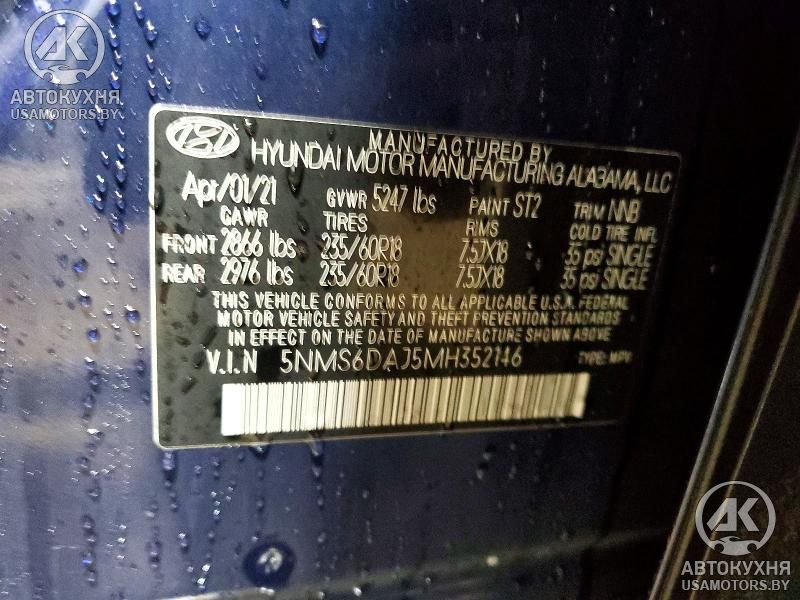 AK
АВТОКУХНЯ
USAMOTORS.BY
MANUFACTURED BY
HYUNDAI MOTOR MANUFACTURING ALABAMA, LLC
Apr/01/21 GVWR 5247 lbs PAINT ST2 TRIM NNB
GAWR TIRES RMS COLD TIRE INFL
FRONT 2866 lbs 235/60R18 7.5JX18 35 psi SINGLE
REAR 2976 lbs 235/60R18 7.5JX18 35 psi SINGLE
THIS VEHICLE CONFORMS TO ALL APPLICABLE U.S.A. FEDERAL
MOTOR VEHICLE SAFETY AND THEFT PREVENTION STANDARDS
IN EFFECT ON THE DATE OF MANUFACTURE SHOWN ABOVE.
V.I.N 5NMS6DAJ5MH352146 TYPE: MPV
AK
АВТОКУХНЯ
USAMOTORS.BY